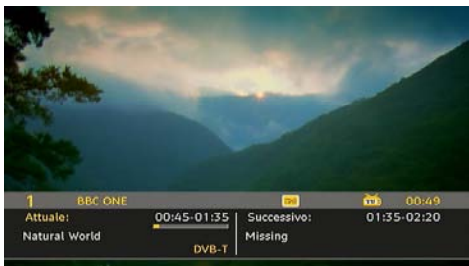 1 BBC ONE 00:49
Attuale: 00:45-01:35 Successivo: 01:35-02:20
Natural World Missing
DVB-T